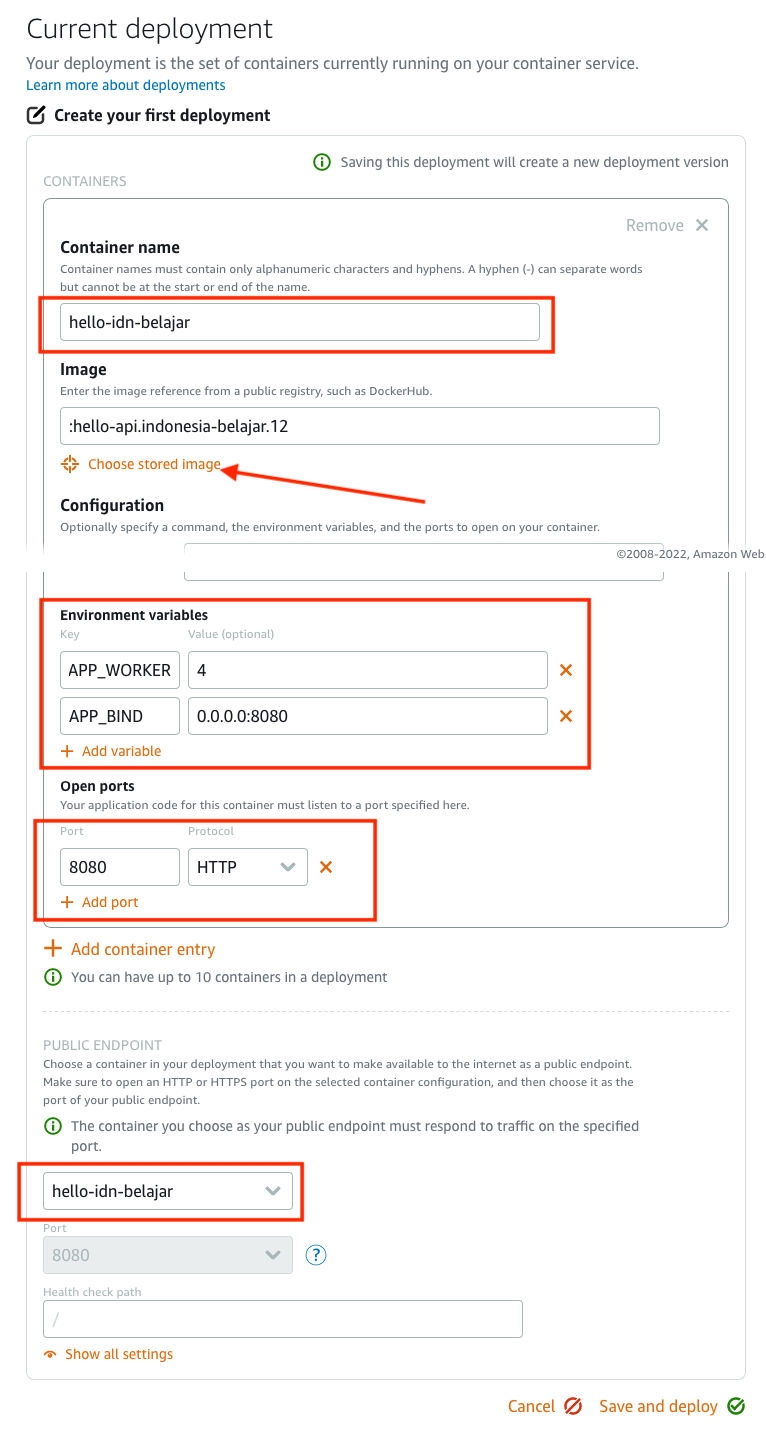 Current deployment
Your deployment is the set of containers currently running on your container service.
Learn more about deployments
Create your first deployment
Saving this deployment will create a new deployment version
CONTAINERS
Remove
Container name
Container names must contain only alphanumeric characters and hyphens. A hyphen (-) can separate words
but cannot be at the start or end of the name.
hello-idn-belajar
Image
Enter the image reference from a public registry, such as DockerHub.
:hello-api.indonesia-belajar.12
Choose stored image
Configuration
Optionally specify a command, the environment variables, and the ports to open on your container.
©2008-2022, Amazon Web
Environment variables
Key Value (optional)
APP_WORKER 4
APP_BIND 0.0.0.0:8080
+ Add variable
Open ports
Your application code for this container must listen to a port specified here.
Port Protocol
8080 HTTP
+ Add port
+ Add container entry
You can have up to 10 containers in a deployment
PUBLIC ENDPOINT
Choose a container in your deployment that you want to make available to the internet as a public endpoint.
Make sure to open an HTTP or HTTPS port on the selected container configuration, and then choose it as the
port of your public endpoint.
The container you choose as your public endpoint must respond to traffic on the specified
port.
hello-idn-belajar
Port
8080 ?
Health check path
/
Show all settings
Cancel Save and deploy